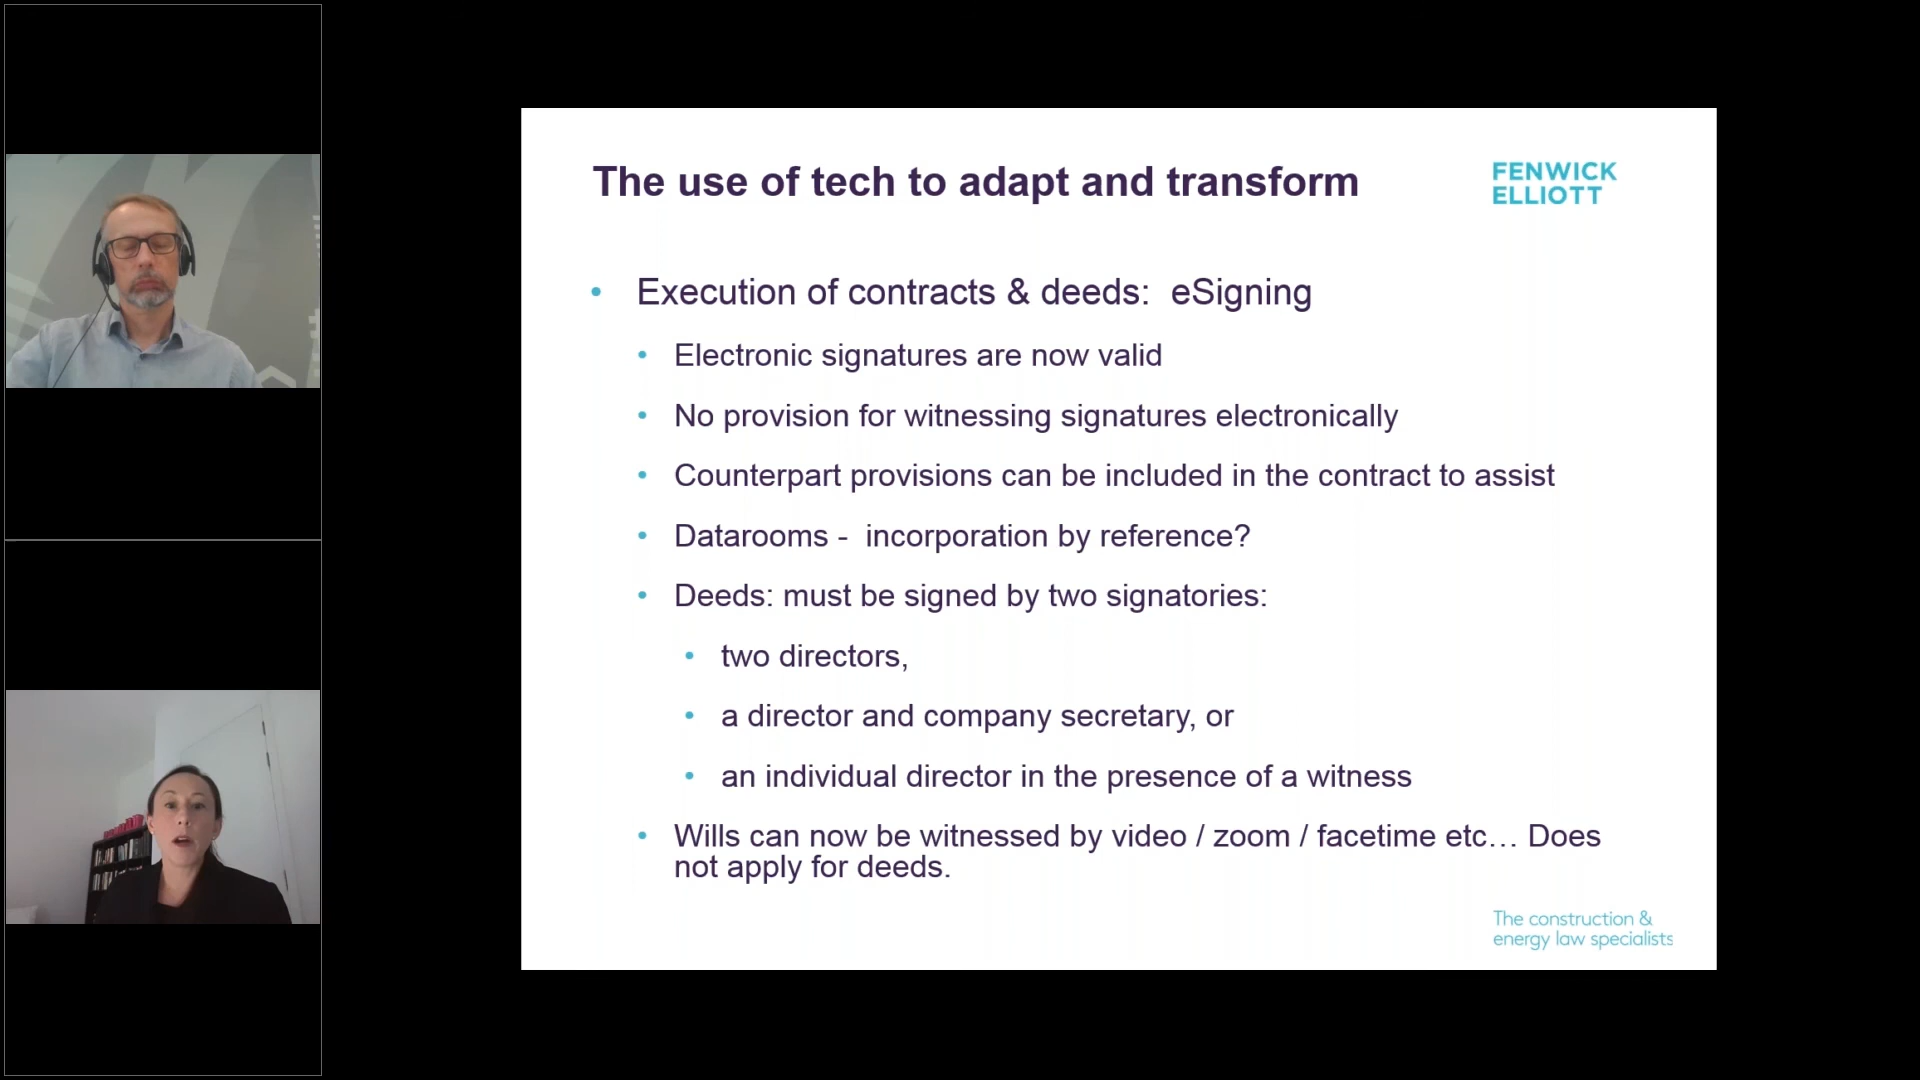 The use of tech to adapt and transform
FENWICK
ELLIOTT
• Execution of contracts & deeds:  eSigning
• Electronic signatures are now valid
• No provision for witnessing signatures electronically
• Counterpart provisions can be included in the contract to assist
• Datarooms -  incorporation by reference?
• Deeds: must be signed by two signatories:
• two directors,
• a director and company secretary, or
• an individual director in the presence of a witness
• Wills can now be witnessed by video / zoom / facetime etc… Does
not apply for deeds.
The construction &
energy law specialists